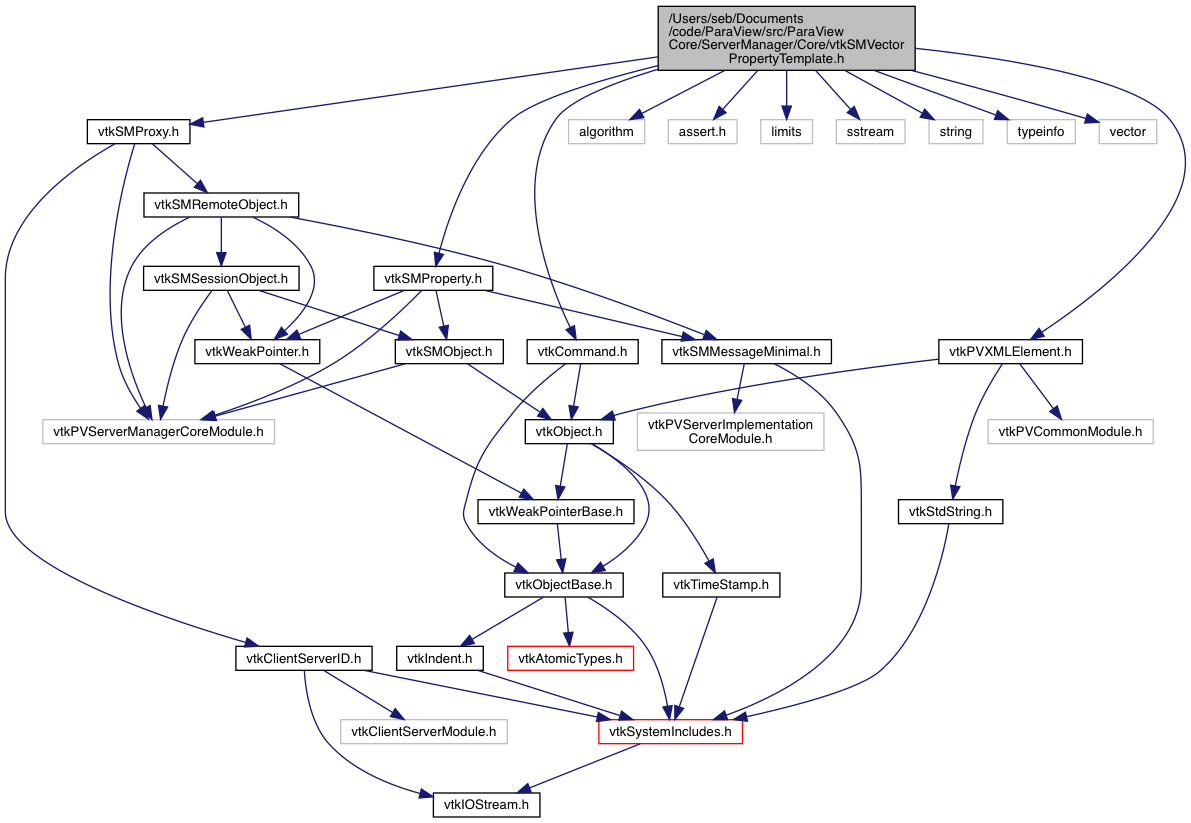 /Users/seb/Documents
/code/ParaView/src/ParaView
Core/ServerManager/Core/vtkSMVector
PropertyTemplate.h
vtkSMProxy.h
algorithm
assert.h
limits
sstream
string
typeinfo
vector
vtkSMRemoteObject.h
vtkSMSessionObject.h
vtkSMProperty.h
vtkWeakPointer.h
vtkSMObject.h
vtkCommand.h
vtkSMMessageMinimal.h
vtkPVXMLElement.h
vtkPVServerManagerCoreModule.h
vtkObject.h
vtkPVServerImplementation
CoreModule.h
vtkPVCommonModule.h
vtkWeakPointerBase.h
vtkStdString.h
vtkObjectBase.h
vtkTimeStamp.h
vtkClientServerID.h
vtkIndent.h
vtkAtomicTypes.h
vtkClientServerModule.h
vtkSystemIncludes.h
vtkIOStream.h